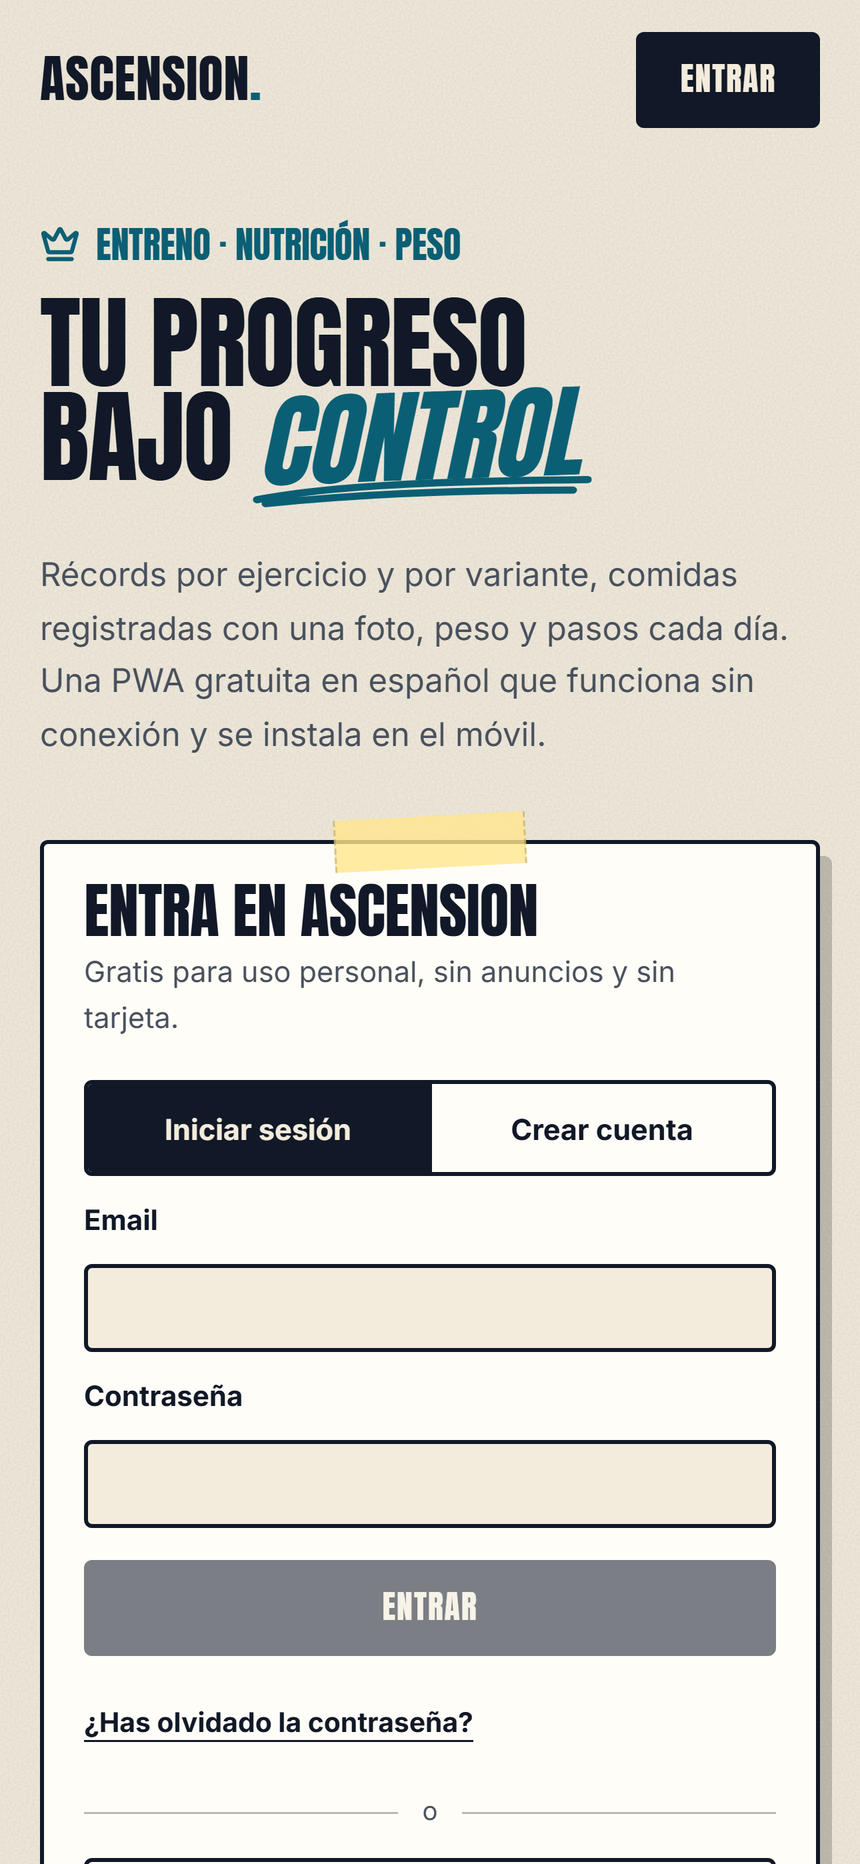 ASCENSION.
ENTRAR
ENTRENO · NUTRICIÓN · PESO
TU PROGRESO
BAJO CONTROL
Récords por ejercicio y por variante, comidas
registradas con una foto, peso y pasos cada día.
Una PWA gratuita en español que funciona sin
conexión y se instala en el móvil.
ENTRA EN ASCENSION
Gratis para uso personal, sin anuncios y sin
tarjeta.
Iniciar sesión
Crear cuenta
Email
Contraseña
ENTRAR
¿Has olvidado la contraseña?
o